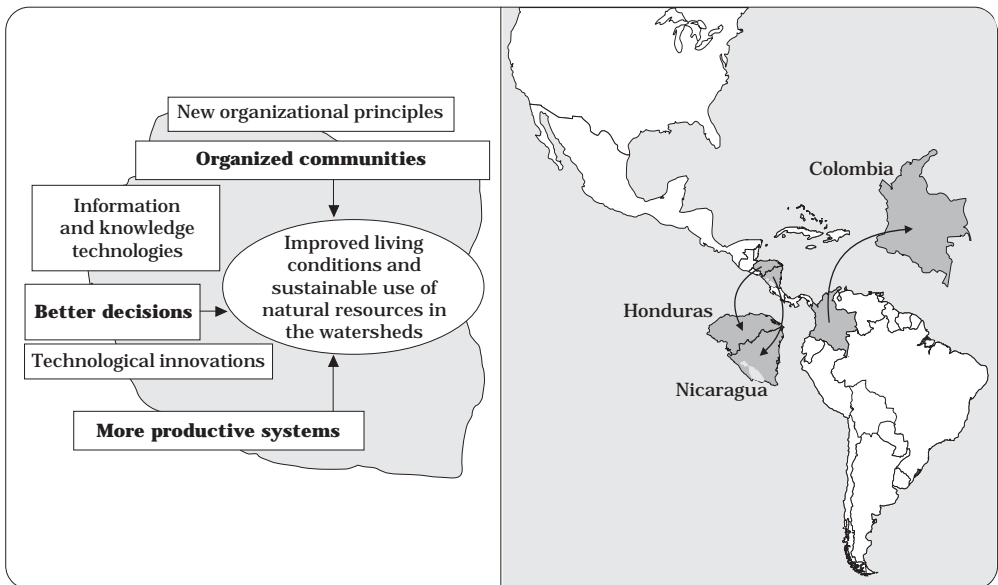 New organizational principles
Organized communities
Information
and knowledge
technologies
Improved living
conditions and
sustainable use of
natural resources in
the watersheds
Better decisions
Technological innovations
More productive systems
Colombia
Honduras
Nicaragua